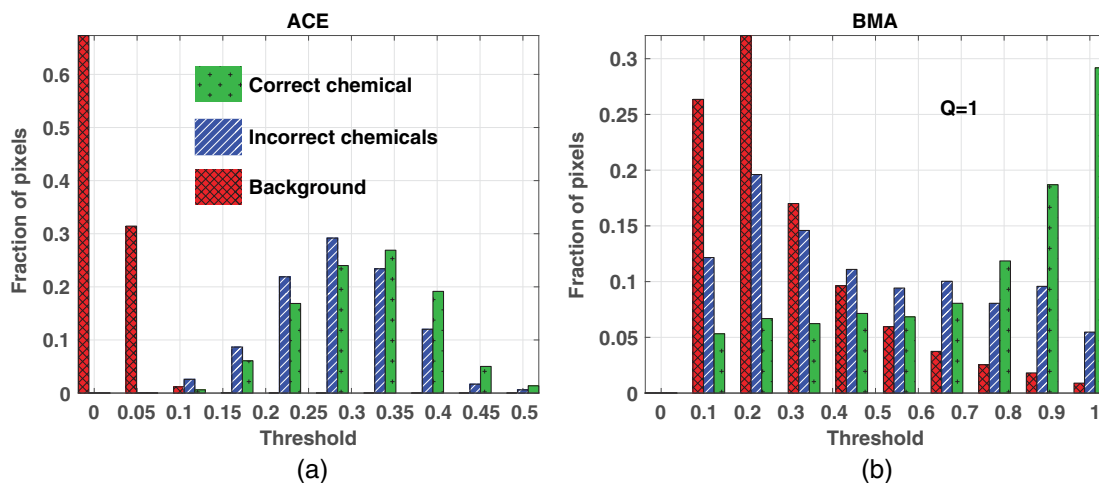 ACE
Fraction of pixels
0.6
0.5
0.4
0.3
0.2
0.1
0
Correct chemical
Incorrect chemicals
Background
0 0.05 0.1 0.15 0.2 0.25 0.3 0.35 0.4 0.45 0.5
Threshold
(a)
BMA
Fraction of pixels
0.3
0.25
0.2
0.15
0.1
0.05
0
Q=1
0 0.1 0.2 0.3 0.4 0.5 0.6 0.7 0.8 0.9 1
Threshold
(b)